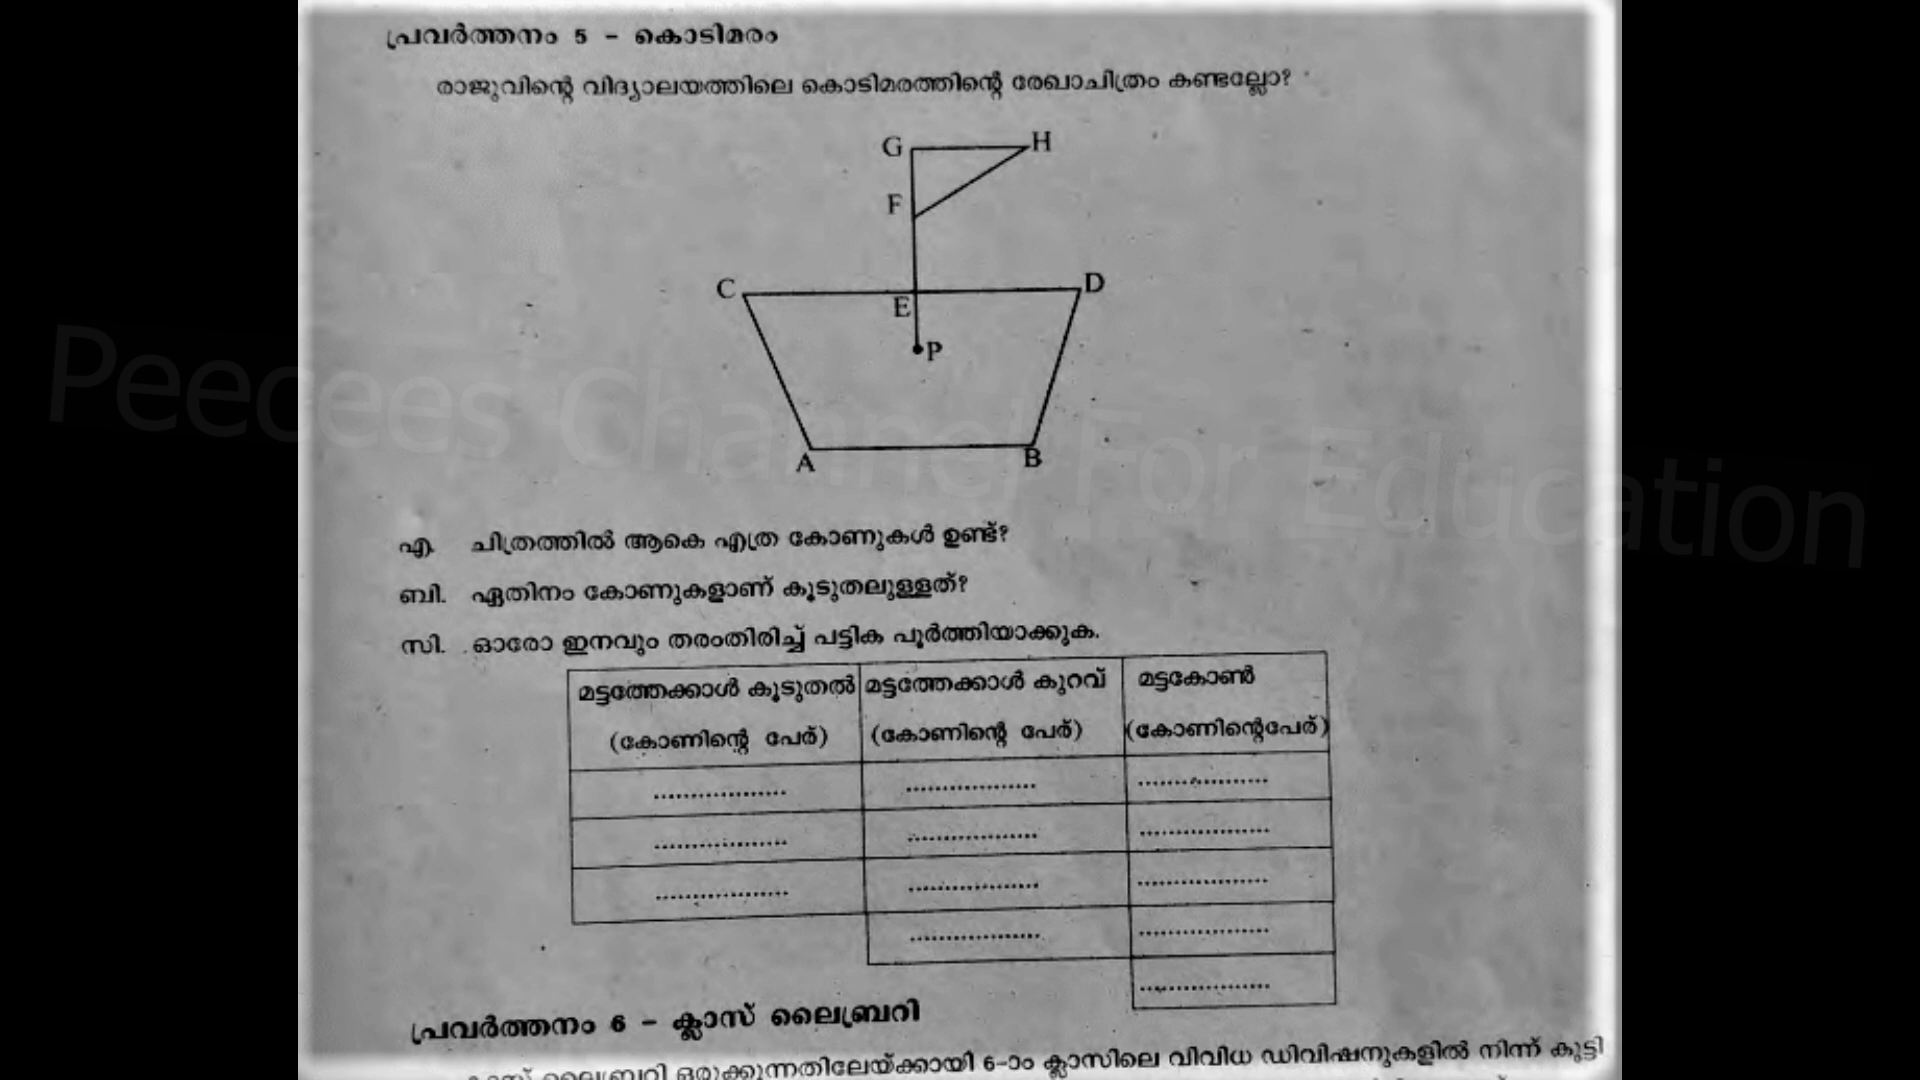 പ്രവർത്തനം 5 – കൊടിമരം
രാജുവിന്റെ വിദ്യാലയത്തിലെ കൊടിമരത്തിന്റെ രേഖാചിത്രം കണ്ടല്ലോ?
G H
F
C D
E
P
A B
Peecees Channel For Education
എ. ചിത്രത്തിൽ ആകെ എത്ര കോണുകൾ ഉണ്ട്?
ബി. ഏതിനം കോണുകളാണ് കൂടുതലുള്ളത്?
സി. ഓരോ ഇനവും തരംതിരിച്ച് പട്ടിക പൂർത്തിയാക്കുക.
മട്ടത്തേക്കാൾ കൂടുതൽ മട്ടത്തേക്കാൾ കുറവ് മട്ടകോൺ
(കോണിന്റെ പേര്) (കോണിന്റെ പേര്) (കോണിന്റെപേര്)
.................. .................. ..................
.................. .................. ..................
.................. .................. ..................
.................. ..................
..................
പ്രവർത്തനം 6 – ക്ലാസ് ലൈബ്രറി
ക്ലാസ് ലൈബ്രറി ഒരുക്കുന്നതിലേയ്ക്കായി 6-ാം ക്ലാസിലെ വിവിധ ഡിവിഷനുകളിൽ നിന്ന് കുട്ടി